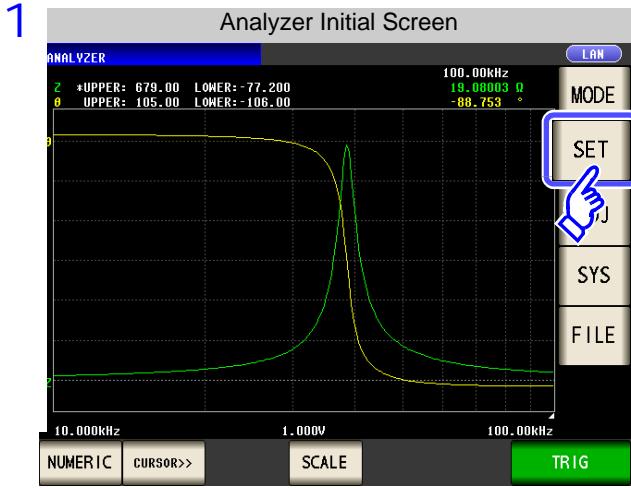 1
Analyzer Initial Screen
ANALYZER
LAN
100.00kHz
Z *UPPER: 679.00 LOWER:-77.200 19.08003 Ω
θ UPPER: 105.00 LOWER:-106.00 -88.753 °
MODE
SET
SYS
FILE
θ
Z
10.000kHz 1.000V 100.00kHz
NUMERIC CURSOR>> SCALE TRIG